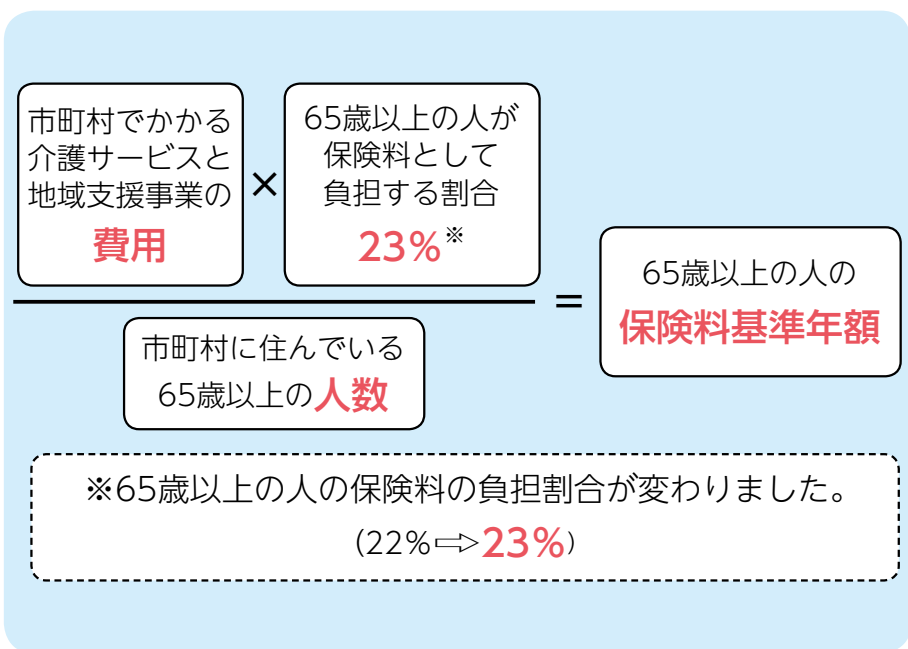 市町村でかかる
介護サービスと
地域支援事業の
費用
×
65歳以上の人が
保険料として
負担する割合
23%※
市町村に住んでいる
65歳以上の人数
=
65歳以上の人の
保険料基準年額
※65歳以上の人の保険料の負担割合が変わりました。
(22%⇨23%)